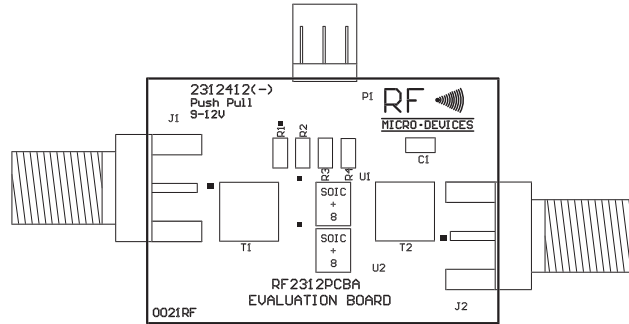 2312412(-)
Push Pull
9-12V
P1
RF
MICRO-DEVICES
J1
R1
R2
R3
R4
C1
U1
SOIC
+
8
SOIC
+
8
T1
T2
U2
RF2312PCBA
EVALUATION BOARD
0021RF
J2